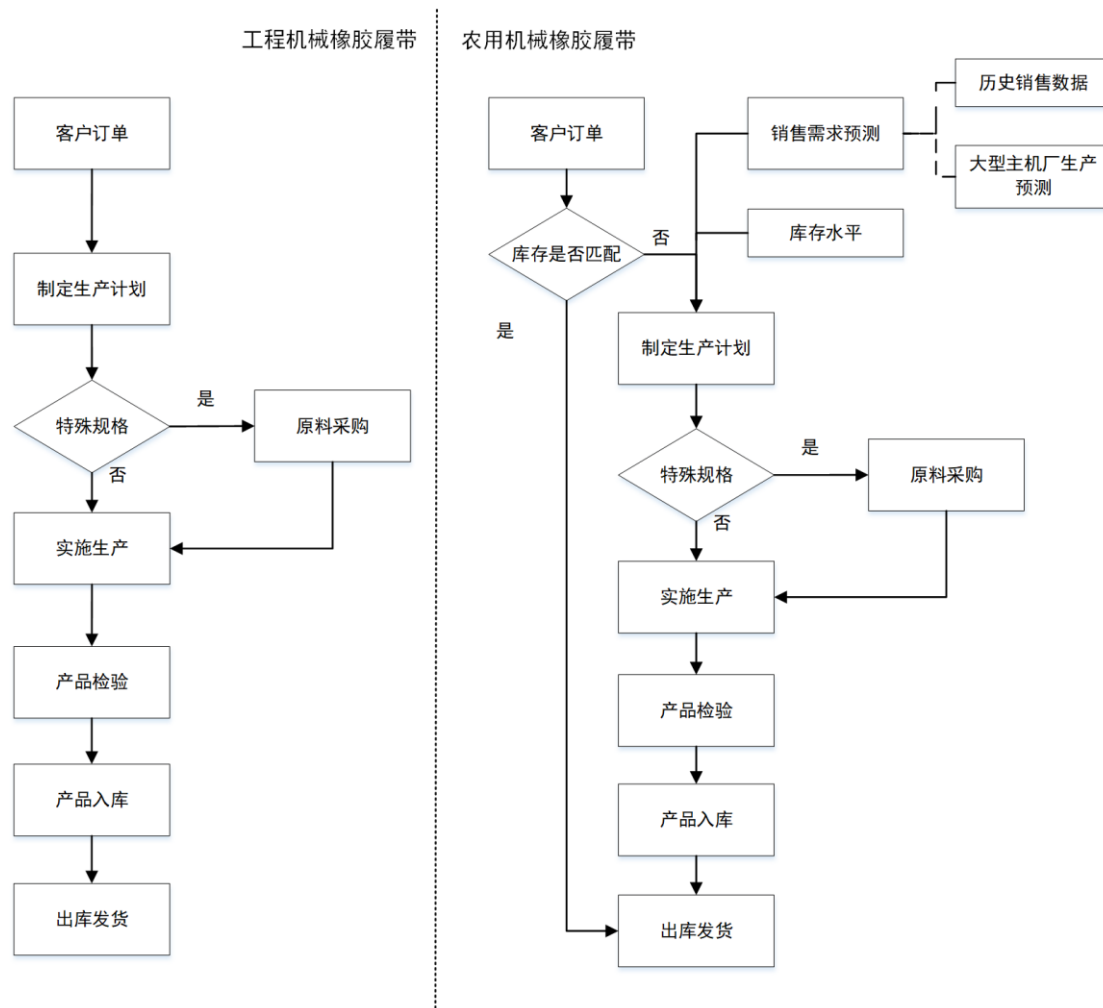 工程机械橡胶履带
客户订单
制定生产计划
特殊规格
是
原料采购
否
实施生产
产品检验
产品入库
出库发货
农用机械橡胶履带
客户订单
销售需求预测
历史销售数据
大型主机厂生产
预测
库存是否匹配
否
库存水平
是
制定生产计划
特殊规格
是
原料采购
否
实施生产
产品检验
产品入库
出库发货